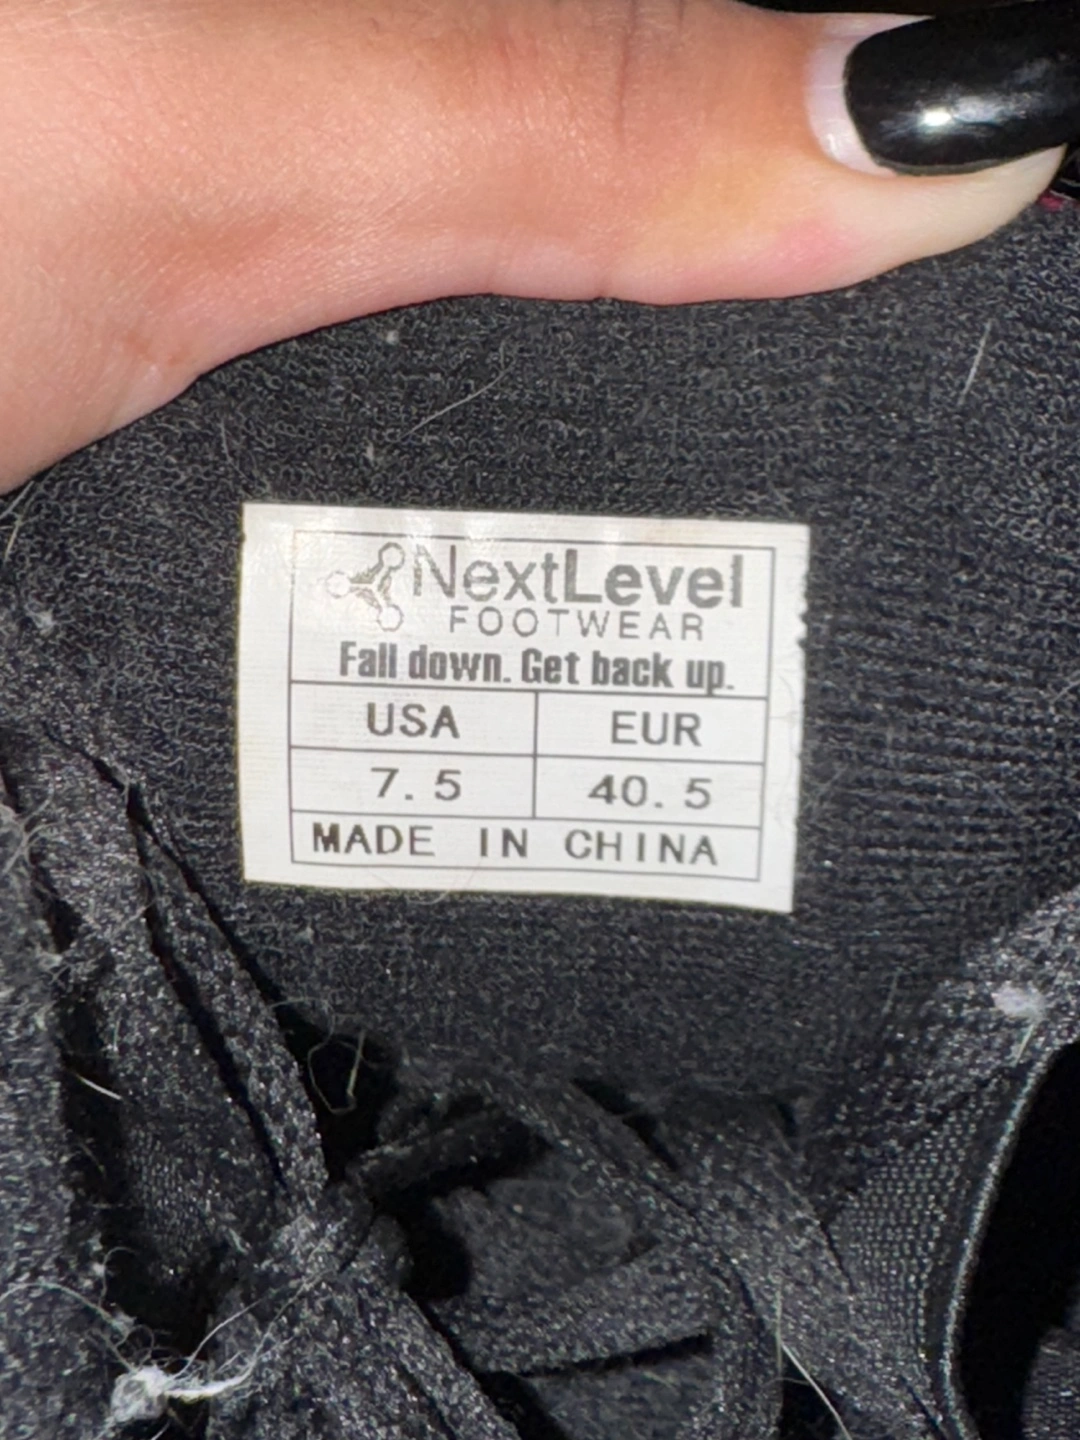 NextLevel
FOOTWEAR
Fall down. Get back up.
USA EUR
7.5 40.5
MADE IN CHINA